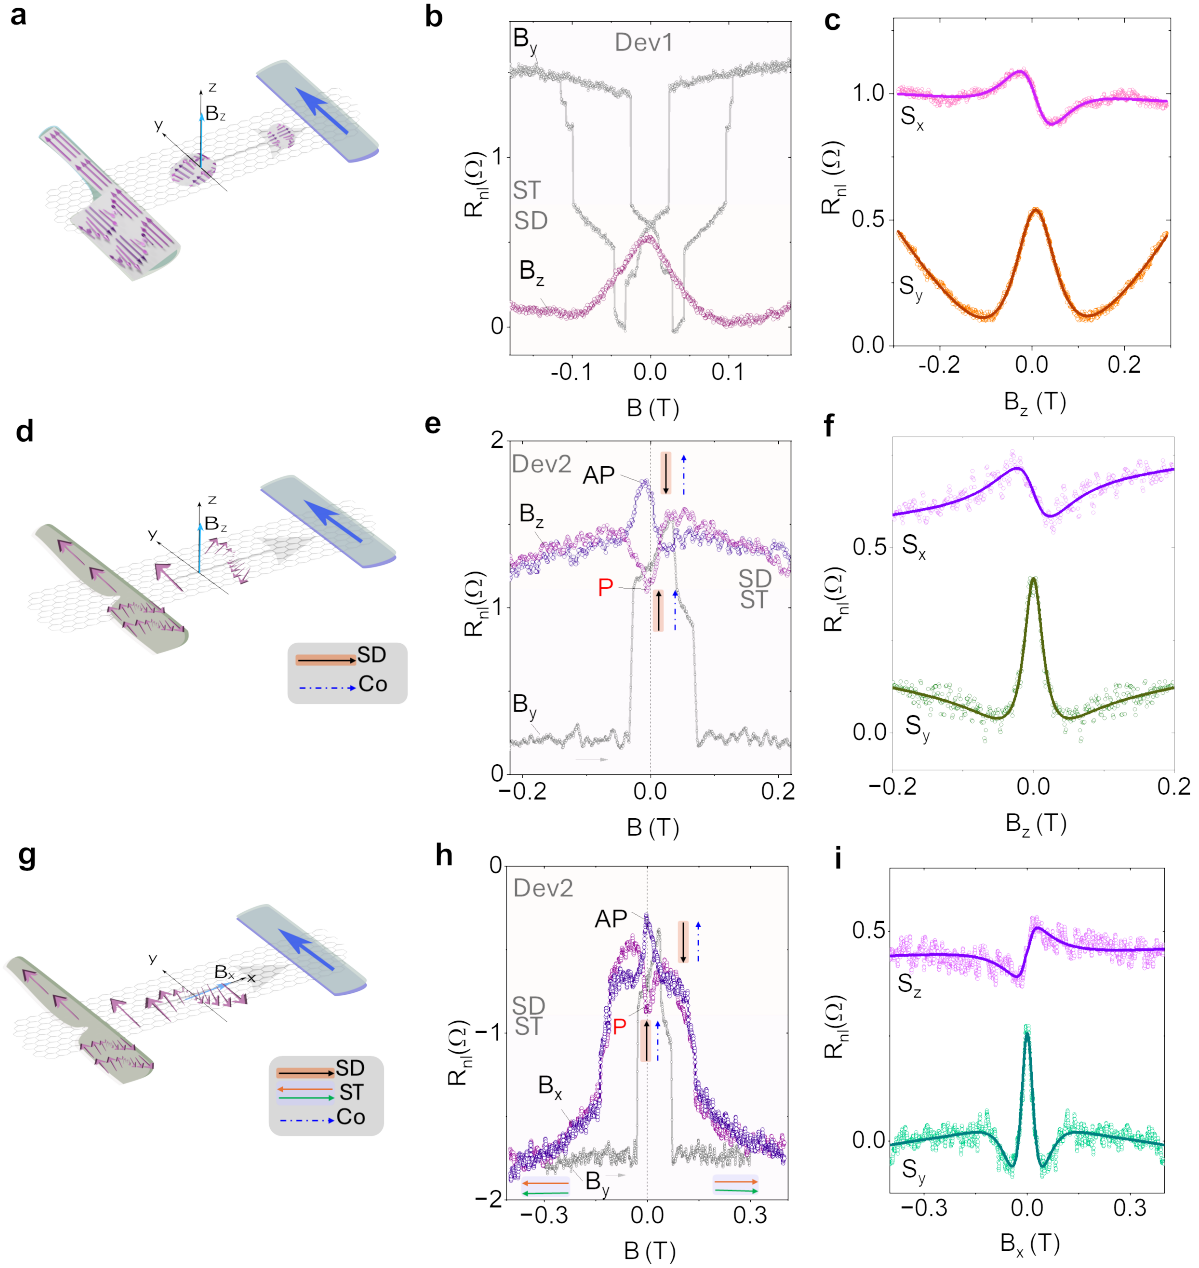 a
z
Bz
y
b
By
Dev1
1
ST
SD
Bz
0
-0.1
0.0
0.1
Rnl(Ω)
B (T)
c
1.0
Sx
0.5
Sy
0.0
-0.2
0.0
0.2
Rnl (Ω)
Bz (T)
d
z
Bz
y
SD
Co
e
2
Dev2
AP
Bz
P
SD
ST
1
By
0
−0.2
0.0
0.2
Rnl(Ω)
B (T)
f
Sx
0.5
0.0
Sy
−0.2
0.0
0.2
Rnl(Ω)
Bz (T)
g
y
Bx
x
SD
ST
Co
h
0
Dev2
AP
SD
ST
P
−1
Bx
By
−2
−0.3
0.0
0.3
Rnl(Ω)
B (T)
i
0.5
Sz
0.0
Sy
−0.3
0.0
0.3
Rnl(Ω)
Bx (T)